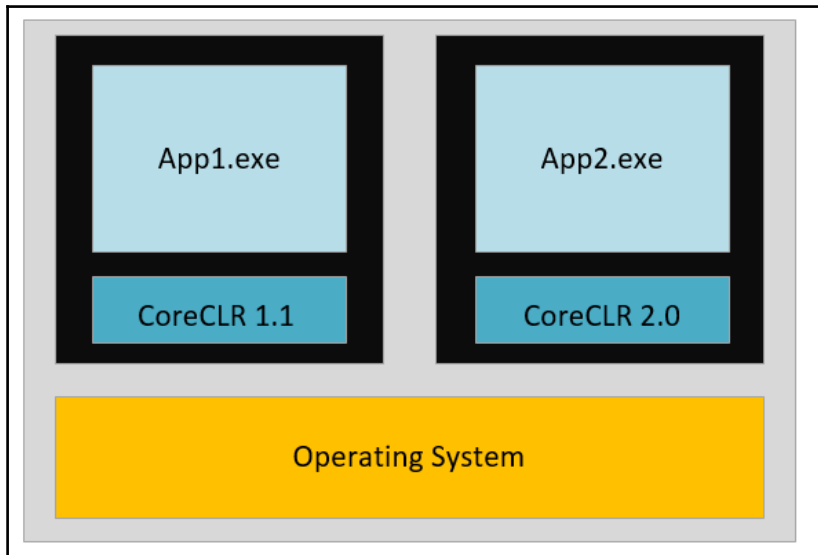 App1.exe
App2.exe
CoreCLR 1.1
CoreCLR 2.0
Operating System